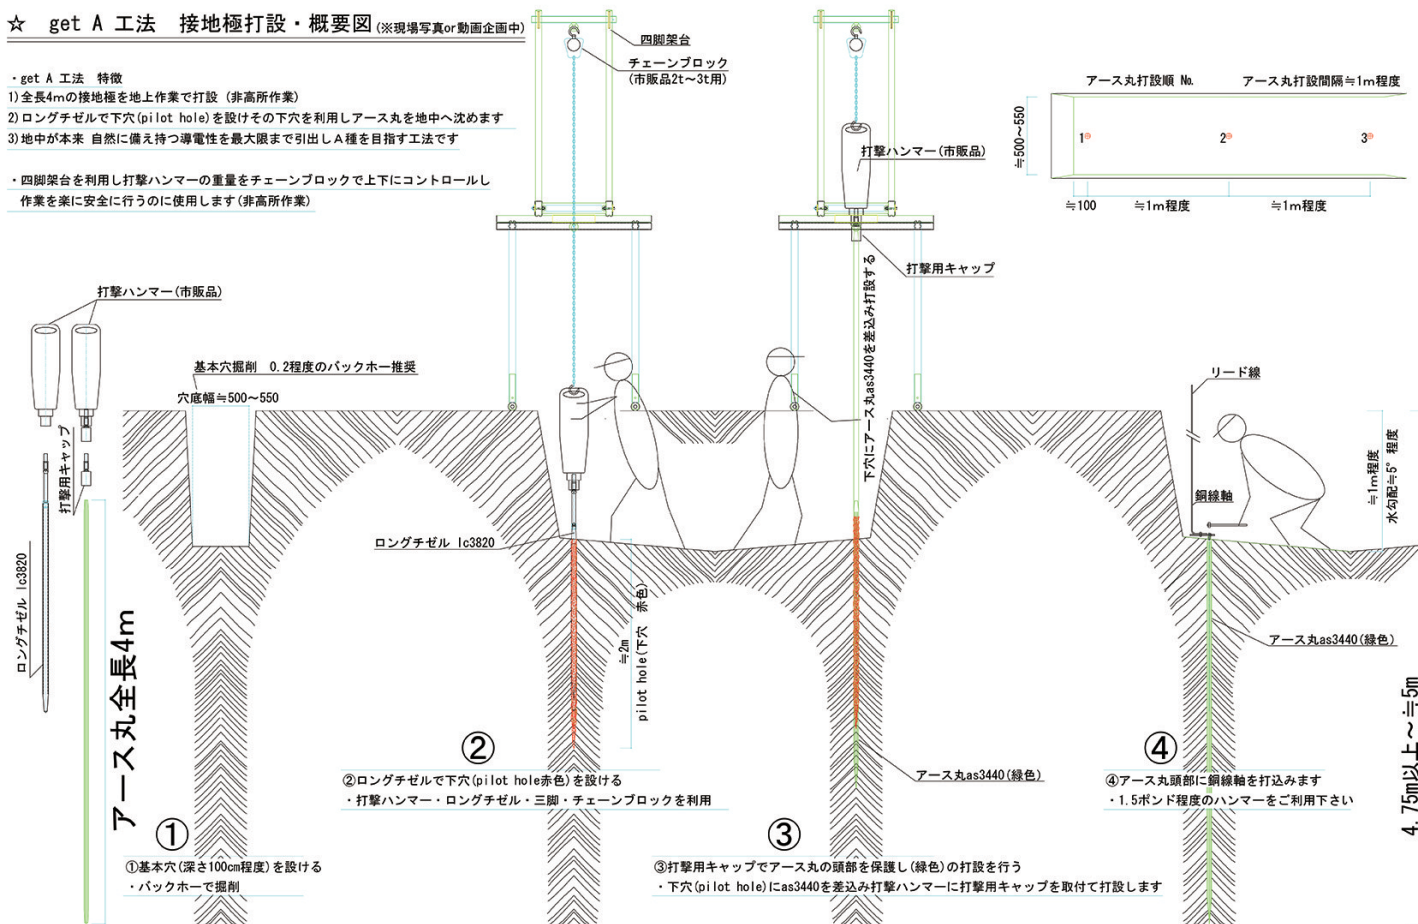 ☆ get A 工法 接地極打設・概要図(※現場写真or動画企画中)
・get A 工法 特徴
1)全長4mの接地極を地上作業で打設(非高所作業)
2)ロングチゼルで下穴(pilot hole)を設けその下穴を利用しアース丸を地中へ沈めます
3)地中が本来 自然に備え持つ導電性を最大限まで引出しA種を目指す工法です
・四脚架台を利用し打撃ハンマーの重量をチェーンブロックで上下にコントロールし
作業を楽に安全に行うのに使用します(非高所作業)
四脚架台
チェーンブロック
(市販品2t～3t用)
打撃ハンマー(市販品)
打撃用キャップ
下穴にアース丸as3440を差込み打設する
アース丸打設順 No.
アース丸打設間隔≒1m程度
≒500～550
1
2
3
≒100
≒1m程度
≒1m程度
打撃ハンマー(市販品)
打撃用キャップ
ロングチゼル lc3820
アース丸全長4m
基本穴掘削 0.2程度のバックホー推奨
穴底幅≒500～550
ロングチゼル lc3820
≒2m
pilot hole(下穴 赤色)
リード線
銅線軸
≒1m程度
水勾配≒5° 程度
アース丸as3440(緑色)
アース丸as3440(緑色)
4.75m以上～≒5m
①
①基本穴(深さ100cm程度)を設ける
・バックホーで掘削
②
②ロングチゼルで下穴(pilot hole赤色)を設ける
・打撃ハンマー・ロングチゼル・三脚・チェーンブロックを利用
③
③打撃用キャップでアース丸の頭部を保護し(緑色)の打設を行う
・下穴(pilot hole)にas3440を差込み打撃ハンマーに打撃用キャップを取付て打設します
④
④アース丸頭部に銅線軸を打込みます
・1.5ポンド程度のハンマーをご利用下さい